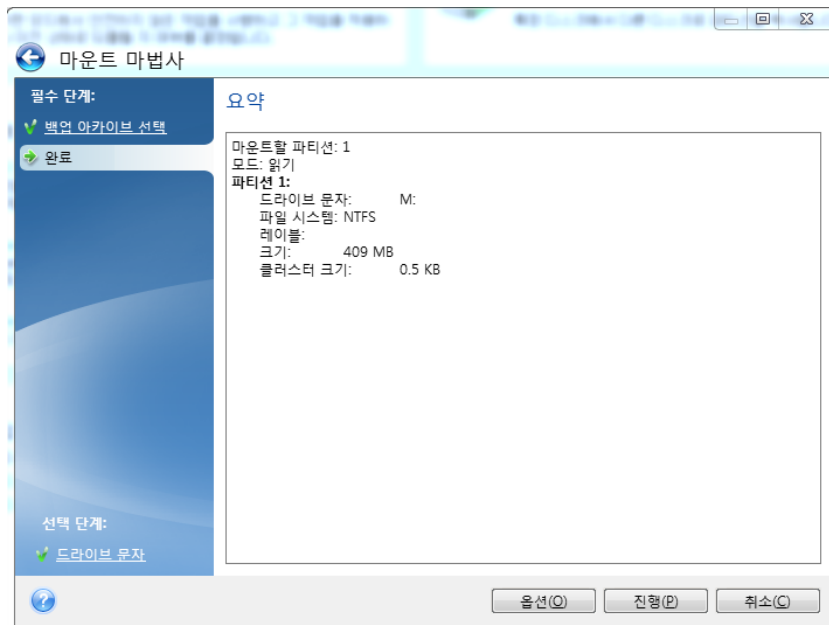 마운트 마법사
필수 단계:
백업 아카이브 선택
완료
요약
마운트할 파티션: 1
모드: 읽기
파티션 1:
드라이브 문자: M:
파일 시스템: NTFS
레이블:
크기: 409 MB
클러스터 크기: 0.5 KB
선택 단계:
드라이브 문자
옵션(O) 진행(P) 취소(C)